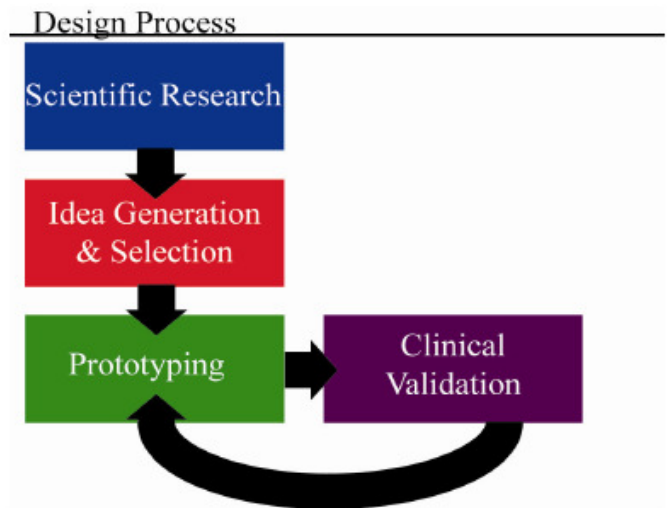 Design Process
Scientific Research
Idea Generation
& Selection
Prototyping
Clinical
Validation